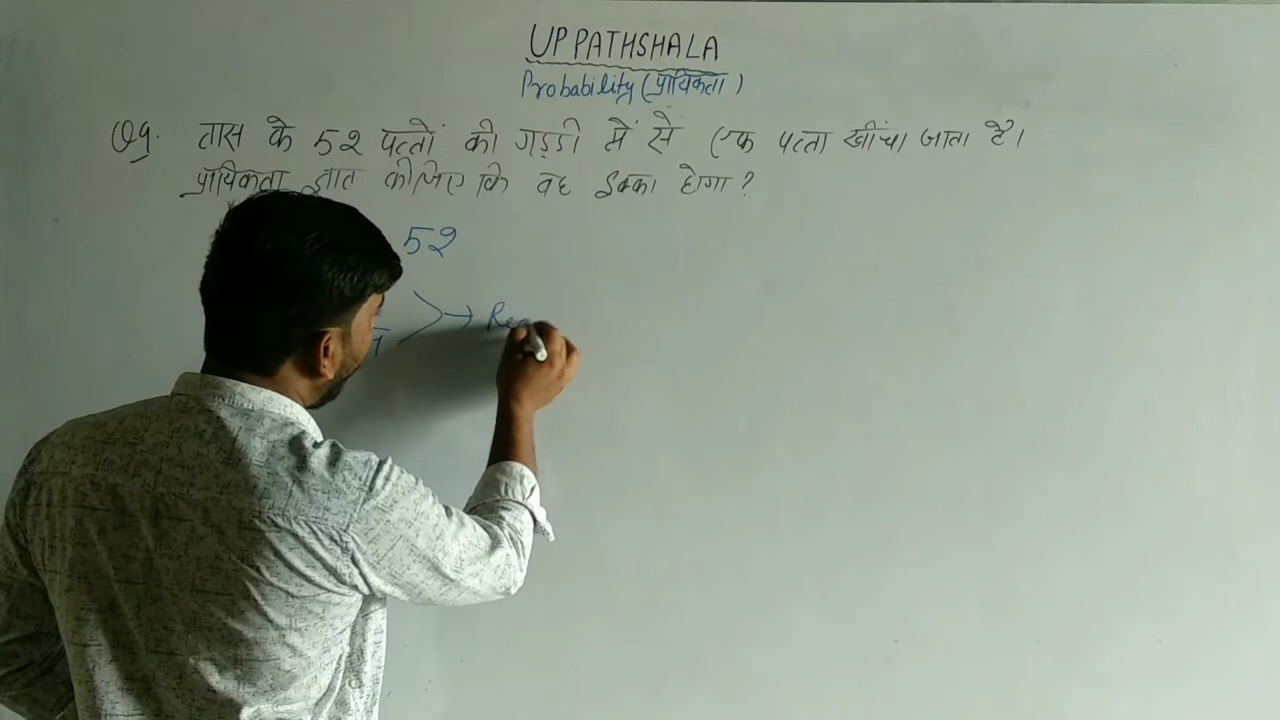 UP PATHSHALA
Probability (प्रायिकता)
Q9. तास के 52 पत्तों की गड्डी में से एक पत्ता खींचा जाता है।
प्रायिकता ज्ञात कीजिए कि वह इक्का होगा ?
52
→ Re